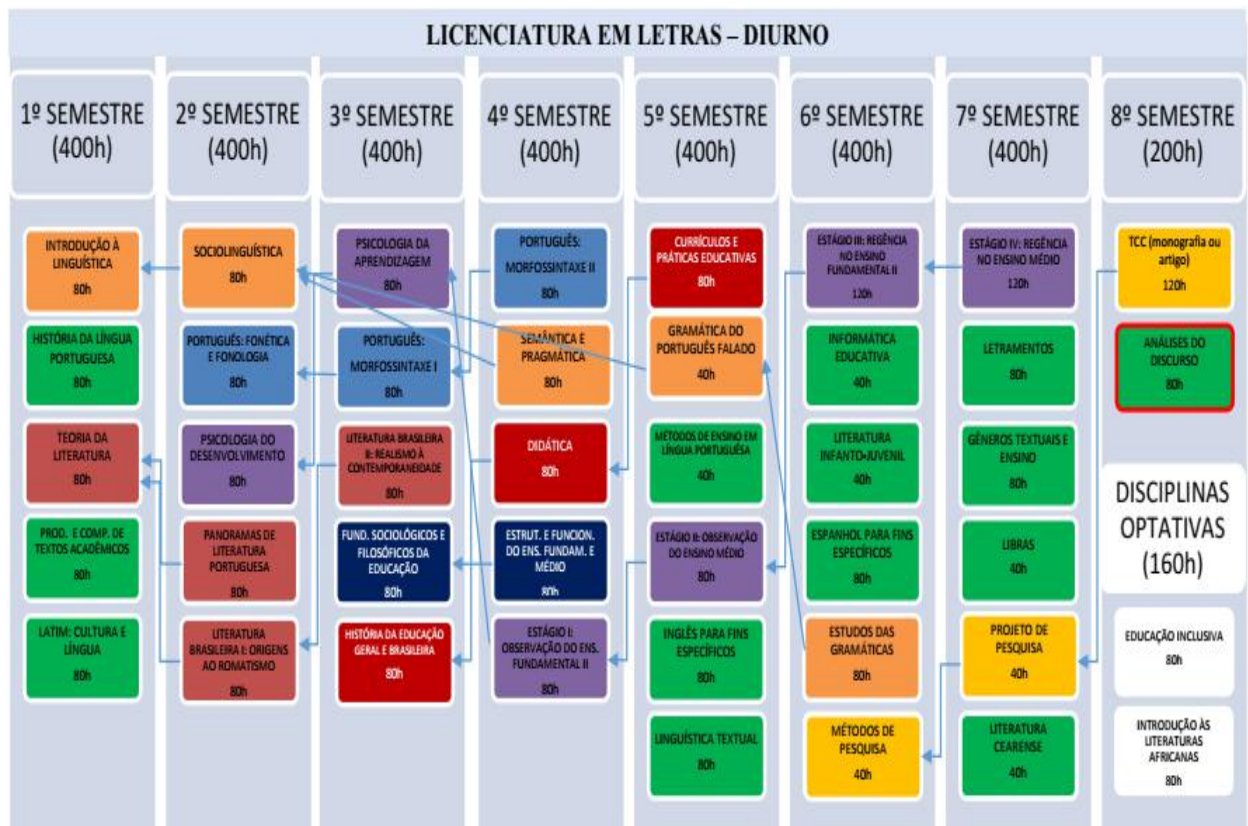 LICENCIATURA EM LETRAS – DIURNO
1º SEMESTRE
(400h)
INTRODUÇÃO À
LINGUÍSTICA
80h
HISTÓRIA DA LÍNGUA
PORTUGUESA
80h
TEORIA DA
LITERATURA
80h
PROD. E COMP. DE
TEXTOS ACADÊMICOS
80h
LATIM: CULTURA E
LÍNGUA
80h
2º SEMESTRE
(400h)
SOCIOLINGUÍSTICA
80h
PORTUGUÊS: FONÉTICA
E FONOLOGIA
80h
PSICOLOGIA DO
DESENVOLVIMENTO
80h
PANORAMAS DE
LITERATURA
PORTUGUESA
80h
LITERATURA
BRASILEIRA I: ORIGENS
AO ROMATISMO
80h
3º SEMESTRE
(400h)
PSICOLOGIA DA
APRENDIZAGEM
80h
PORTUGUÊS:
MORFOSSINTAXE I
80h
LITERATURA BRASILEIRA
II: REALISMO À
CONTEMPORANEIDADE
80h
FUND. SOCIOLÓGICOS E
FILOSÓFICOS DA
EDUCAÇÃO
80h
HISTÓRIA DA EDUCAÇÃO
GERAL E BRASILEIRA
80h
4º SEMESTRE
(400h)
PORTUGUÊS:
MORFOSSINTAXE II
80h
SEMÂNTICA E
PRAGMÁTICA
80h
DIDÁTICA
80h
ESTRUT. E FUNCION.
DO ENS. FUNDAM. E
MÉDIO
80h
ESTÁGIO I:
OBSERVAÇÃO DO ENS.
FUNDAMENTAL II
80h
5º SEMESTRE
(400h)
CURRÍCULOS E
PRÁTICAS EDUCATIVAS
80h
GRAMÁTICA DO
PORTUGUÊS FALADO
40h
MÉTODOS DE ENSINO EM
LÍNGUA PORTUGUÊSA
40h
ESTÁGIO II: OBSERVAÇÃO
DO ENSINO MÉDIO
80h
INGLÊS PARA FINS
ESPECÍFICOS
80h
LINGUÍSTICA TEXTUAL
80h
6º SEMESTRE
(400h)
ESTÁGIO III: REGÊNCIA
NO ENSINO
FUNDAMENTAL II
120h
INFORMÁTICA
EDUCATIVA
40h
LITERATURA
INFANTO-JUVENIL
40h
ESPANHOL PARA FINS
ESPECÍFICOS
80h
ESTUDOS DAS
GRAMÁTICAS
80h
MÉTODOS DE
PESQUISA
40h
7º SEMESTRE
(400h)
ESTÁGIO IV: REGÊNCIA
NO ENSINO MÉDIO
120h
LETRAMENTOS
80h
GÊNEROS TEXTUAIS E
ENSINO
80h
LIBRAS
40h
PROJETO DE
PESQUISA
40h
LITERATURA
CEARENSE
40h
8º SEMESTRE
(200h)
TCC (monografia ou
artigo)
120h
ANÁLISES DO
DISCURSO
80h
DISCIPLINAS
OPTATIVAS
(160h)
EDUCAÇÃO INCLUSIVA
80h
INTRODUÇÃO ÀS
LITERATURAS
AFRICANAS
80h